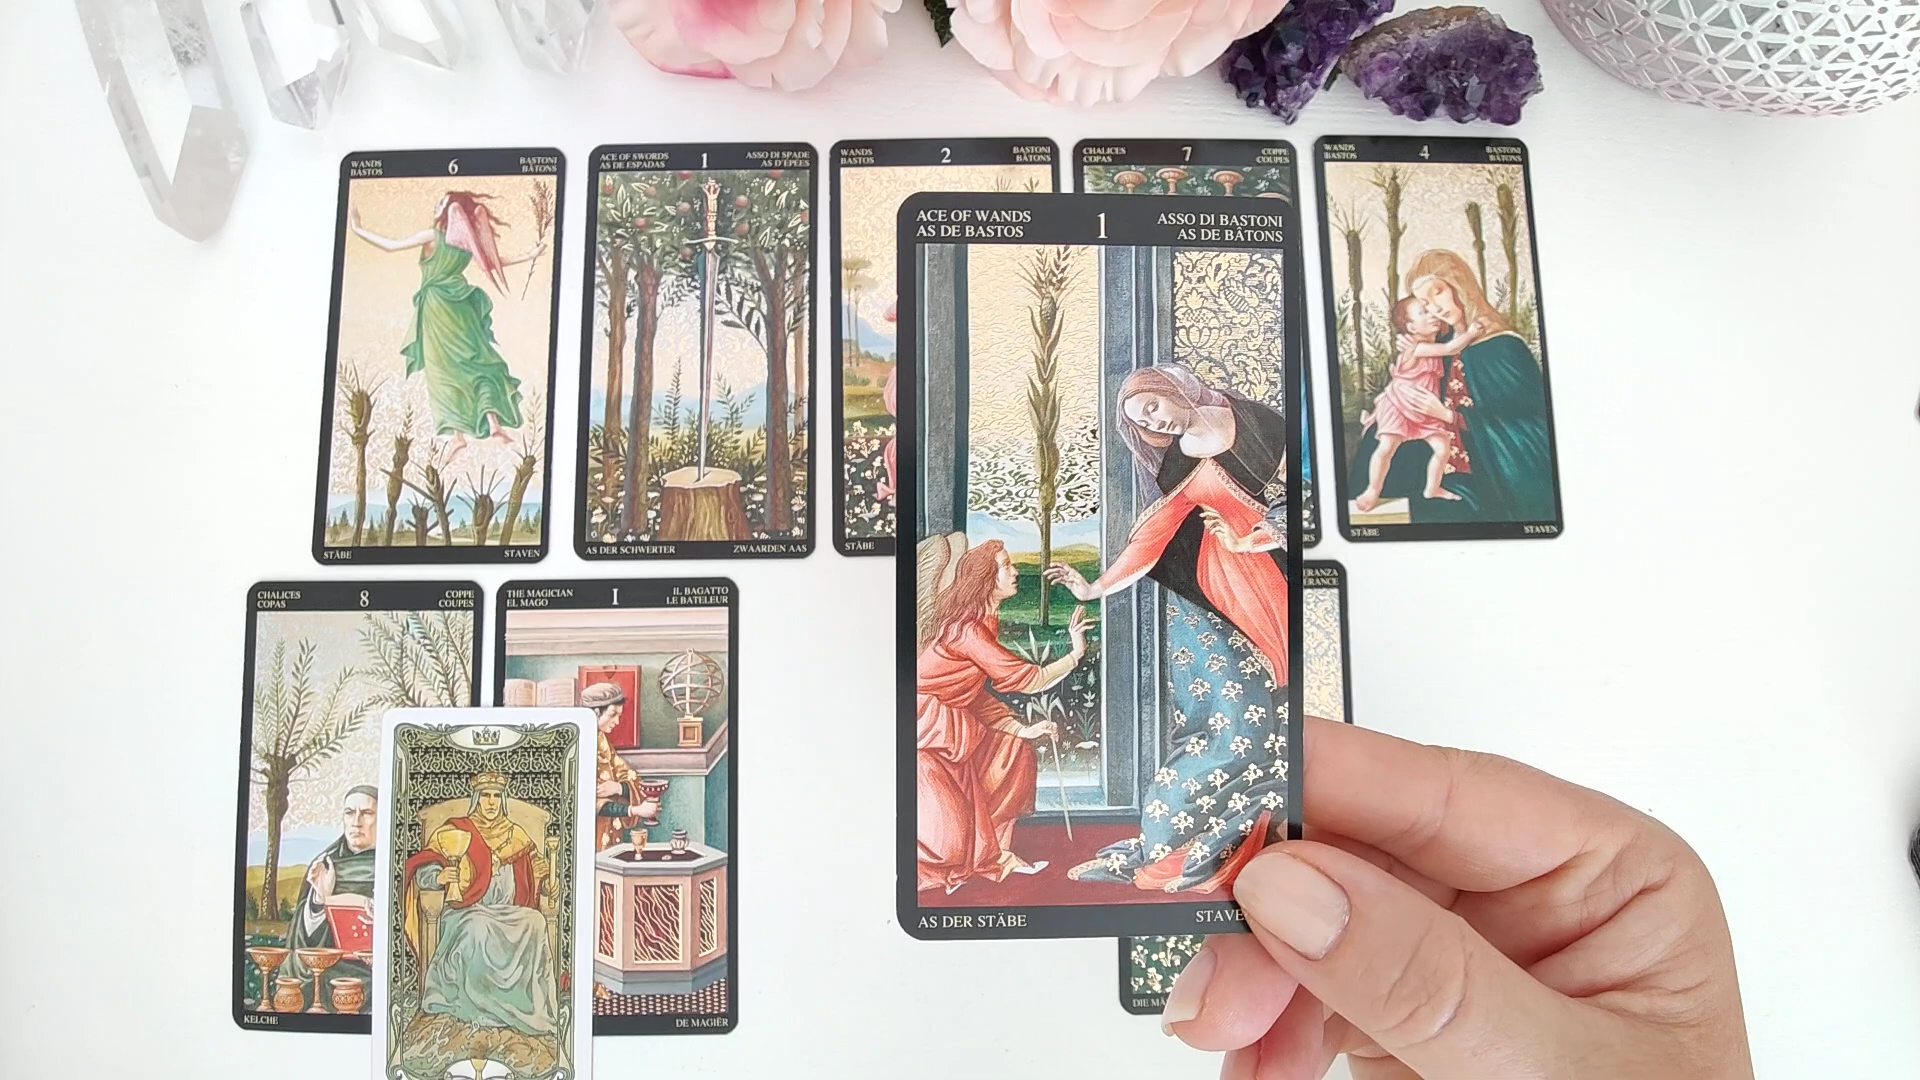 WANDS
BASTOS
6
BASTONI
BÂTONS
STÄBE
STAVEN
ACE OF SWORDS
AS DE ESPADAS
1
ASSO DI SPADE
AS D'ÉPÉES
AS DER SCHWERTER
ZWAARDEN AAS
WANDS
BASTOS
2
BASTONI
BÂTONS
STÄBE
CHALICES
COPAS
7
COPPE
COUPES
WANDS
BASTOS
4
BASTONI
BÂTONS
STÄBE
STAVEN
ACE OF WANDS
AS DE BASTOS
1
ASSO DI BASTONI
AS DE BÂTONS
AS DER STÄBE
STAVE
CHALICES
COPAS
8
COPPE
COUPES
KELCHE
THE MAGICIAN
EL MAGO
I
IL BAGATTO
LE BATELEUR
DE MAGIËR